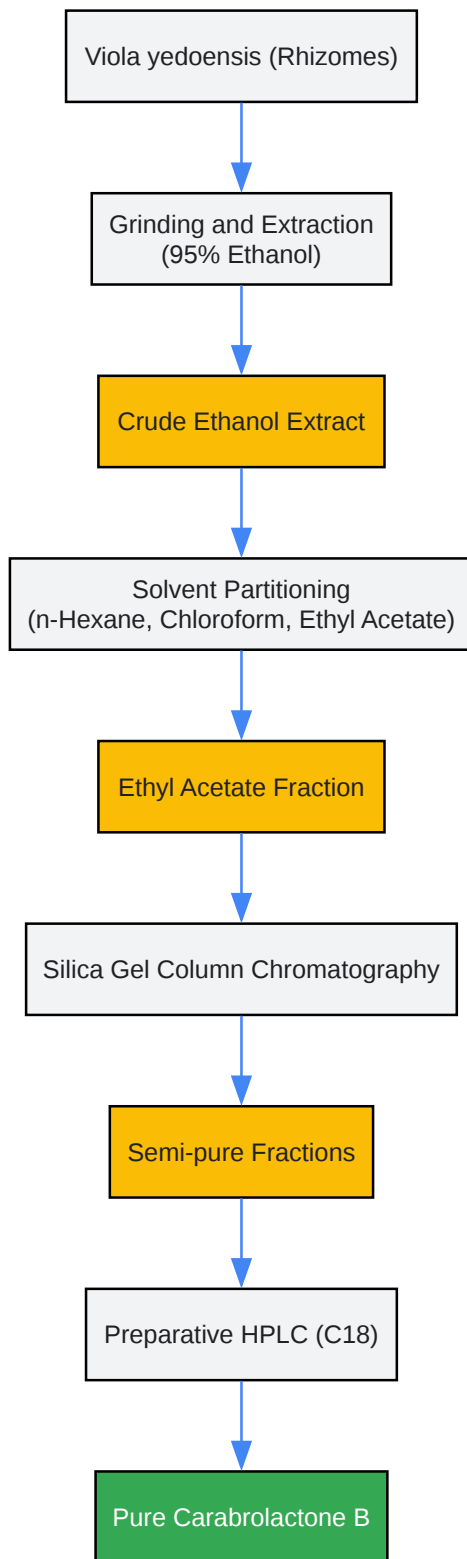 Viola yedoensis (Rhizomes)
Grinding and Extraction
(95% Ethanol)
Crude Ethanol Extract
Solvent Partitioning
(n-Hexane, Chloroform, Ethyl Acetate)
Ethyl Acetate Fraction
Silica Gel Column Chromatography
Semi-pure Fractions
Preparative HPLC (C18)
Pure Carabrolactone B